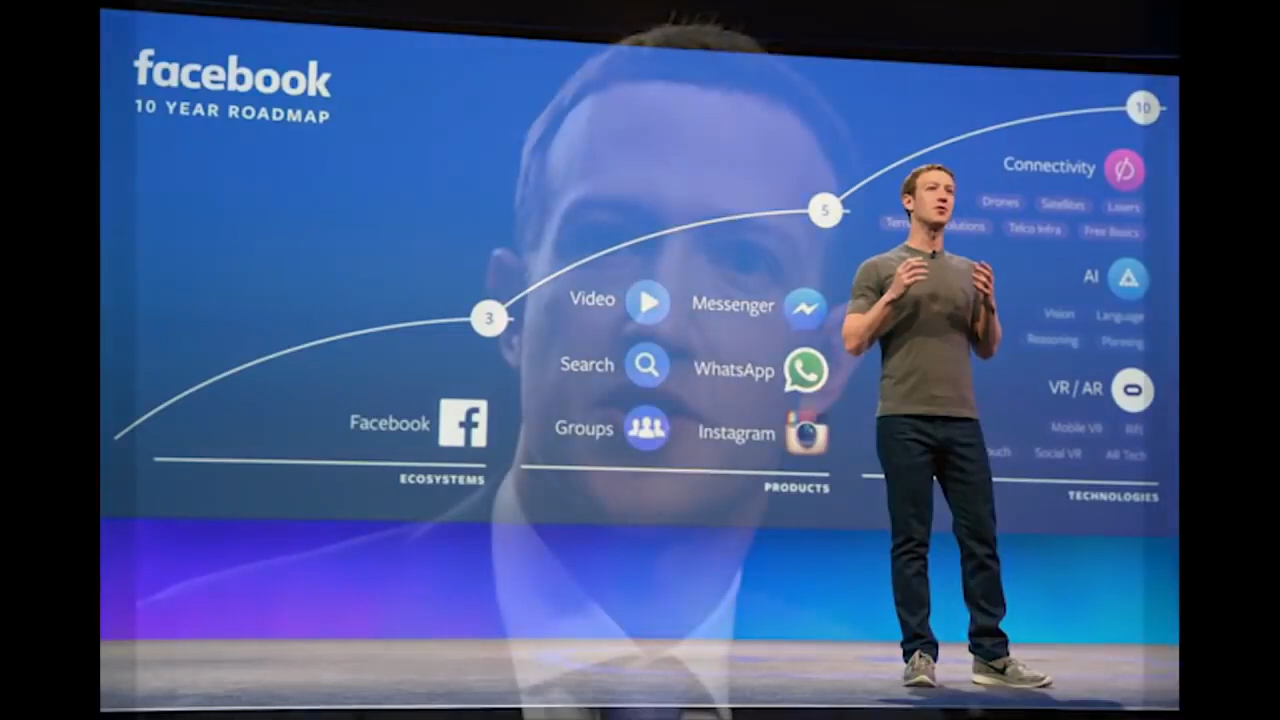 facebook
10 YEAR ROADMAP
10
Connectivity
Drones Satellites Lasers
Telco Infra Free Basics
5
AI
Vision Language
Reasoning Planning
Video Messenger
3
Search WhatsApp
VR / AR
Mobile VR
Facebook
Groups Instagram
Social VR AR Tech
ECOSYSTEMS
PRODUCTS
TECHNOLOGIES